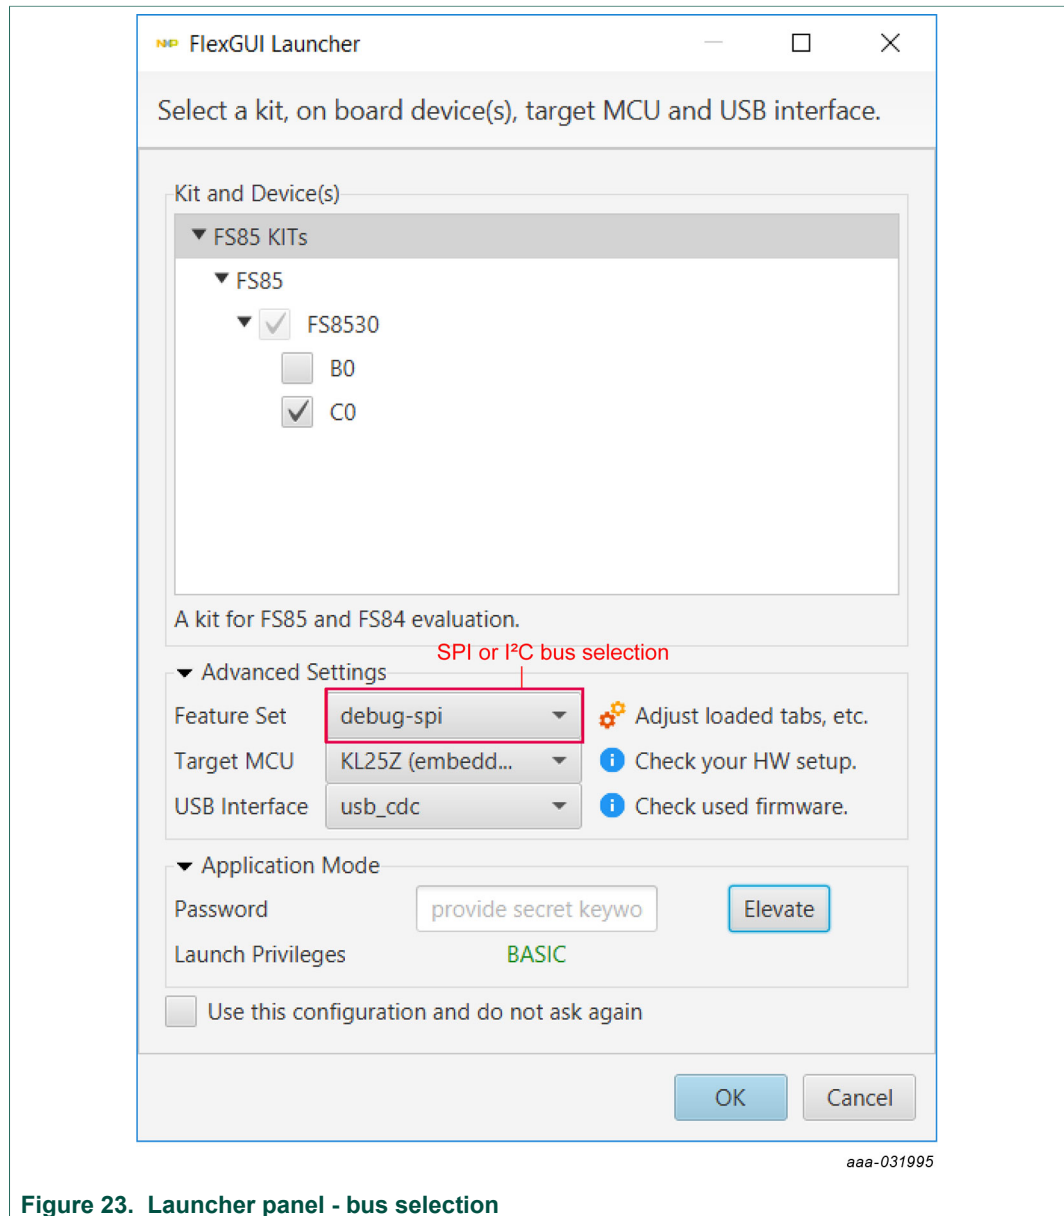 NXP FlexGUI Launcher
Select a kit, on board device(s), target MCU and USB interface.
Kit and Device(s)
FS85 KITs
FS85
FS8530
B0
C0
A kit for FS85 and FS84 evaluation.
SPI or I²C bus selection
Advanced Settings
Feature Set debug-spi Adjust loaded tabs, etc.
Target MCU KL25Z (embedd... Check your HW setup.
USB Interface usb_cdc Check used firmware.
Application Mode
Password provide secret keywo Elevate
Launch Privileges BASIC
Use this configuration and do not ask again
OK Cancel
aaa-031995
Figure 23. Launcher panel - bus selection